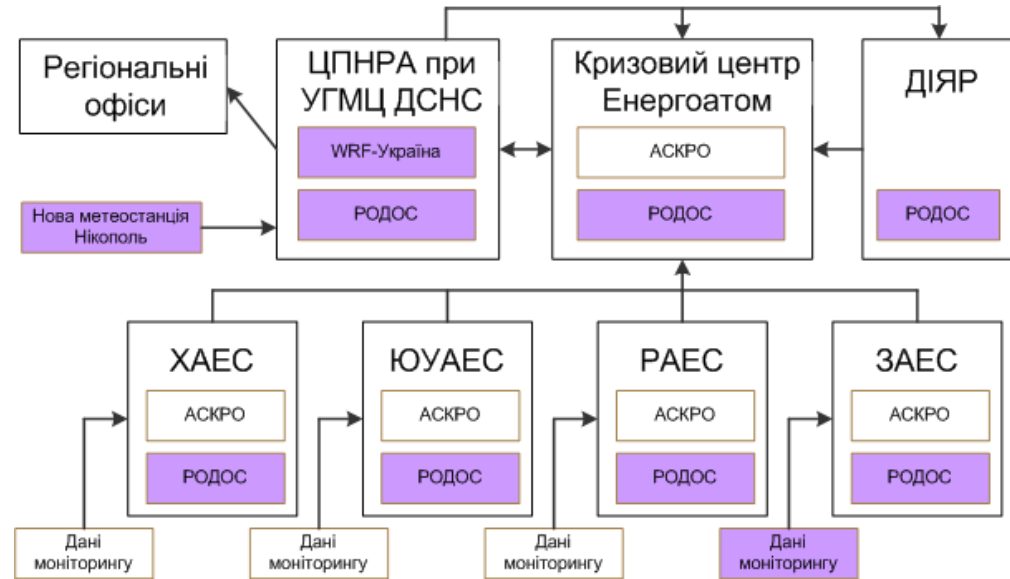 Регіональні
офіси
ЦПНРА при
УГМЦ ДСНС
WRF-Україна
РОДОС
Кризовий центр
Енергоатом
АСКРО
РОДОС
ДІЯР
РОДОС
Нова метеостанція
Нікополь
ХАЕС
АСКРО
РОДОС
ЮУАЕС
АСКРО
РОДОС
РАЕС
АСКРО
РОДОС
ЗАЕС
АСКРО
РОДОС
Дані
моніторингу
Дані
моніторингу
Дані
моніторингу
Дані
моніторингу